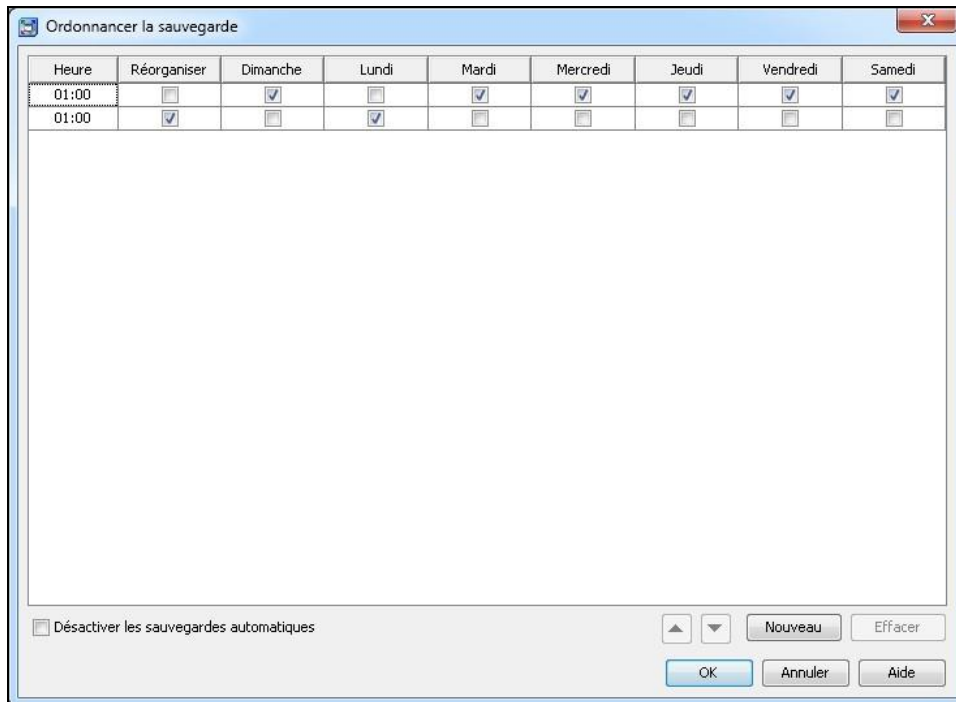 Ordonnancer la sauvegarde
Heure Réorganiser Dimanche Lundi Mardi Mercredi Jeudi Vendredi Samedi
01:00
01:00
Désactiver les sauvegardes automatiques
Nouveau Effacer
OK Annuler Aide